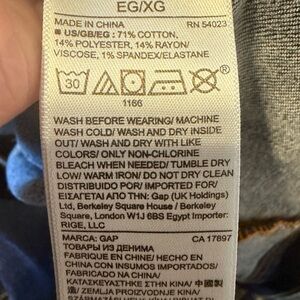 EG/XG
MADE IN CHINA RN 54023
■ US/GB/EG : 71% COTTON,
14% POLYESTER, 14% RAYON/
VISCOSE, 1% SPANDEX/ELASTANE
30
1166
WASH BEFORE WEARING/ MACHINE
WASH COLD/ WASH AND DRY INSIDE
OUT/ WASH AND DRY WITH LIKE
COLORS/ ONLY NON-CHLORINE
BLEACH WHEN NEEDED/ TUMBLE DRY
LOW/ WARM IRON/ DO NOT DRY CLEAN
DISTRIBUTED POR/ IMPORTED FOR/
ΕΙΣΑΓΕΤΑΙ ΑΠΟ ΤΗΝ: Gap (UK Holdings)
Ltd, Berkeley Square House / Berkeley
Square, London W1J 6BS Egypt Importer:
RIGE, LLC
MARCA: GAP CA 17897
ТОВАРЫ ИЗ ДЕНИМА
FABRIQUE EN CHINE/ HECHO EN
CHINA CON INSUMOS IMPORTADOS/
FABRICADO NA CHINA/
ΚΑΤΑΣΚΕΥΑΣΤΗΚΕ ΣΤΗΝ ΚΙΝΑ/ 中
国/ ZEMLJA PROIZVODNJE KINA/